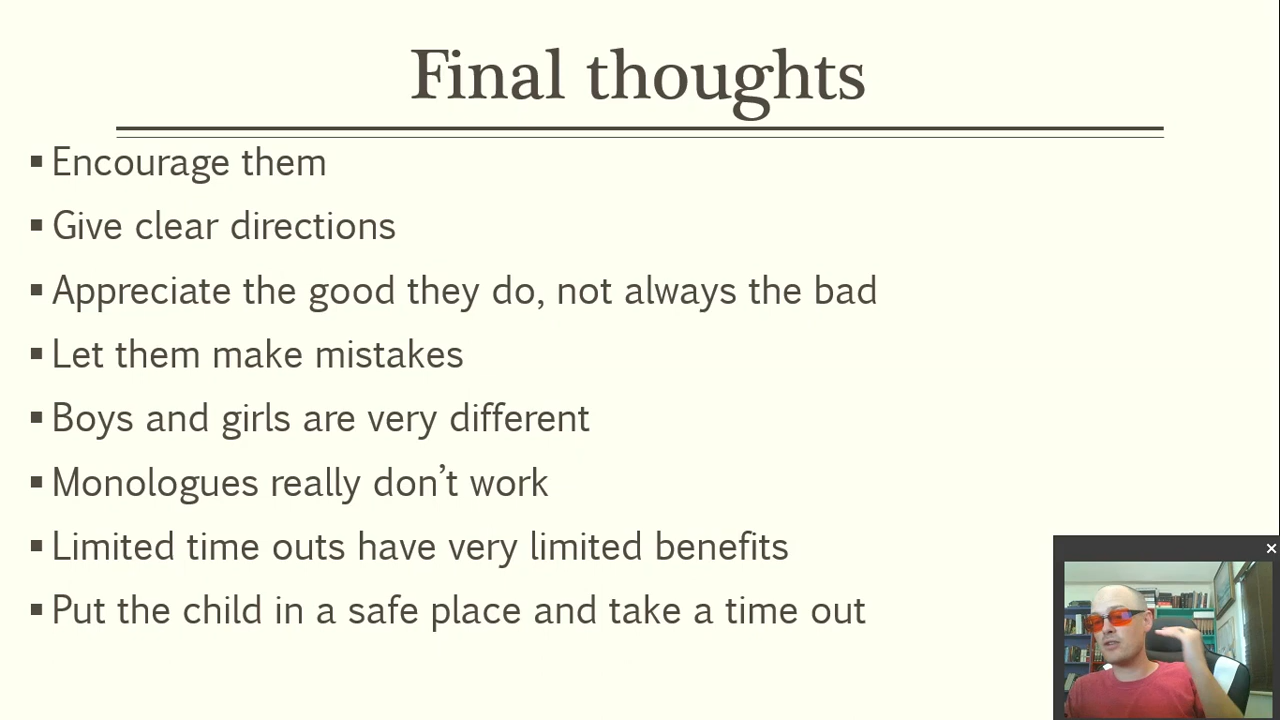 Final thoughts
▪ Encourage them
▪ Give clear directions
▪ Appreciate the good they do, not always the bad
▪ Let them make mistakes
▪ Boys and girls are very different
▪ Monologues really don’t work
▪ Limited time outs have very limited benefits
▪ Put the child in a safe place and take a time out